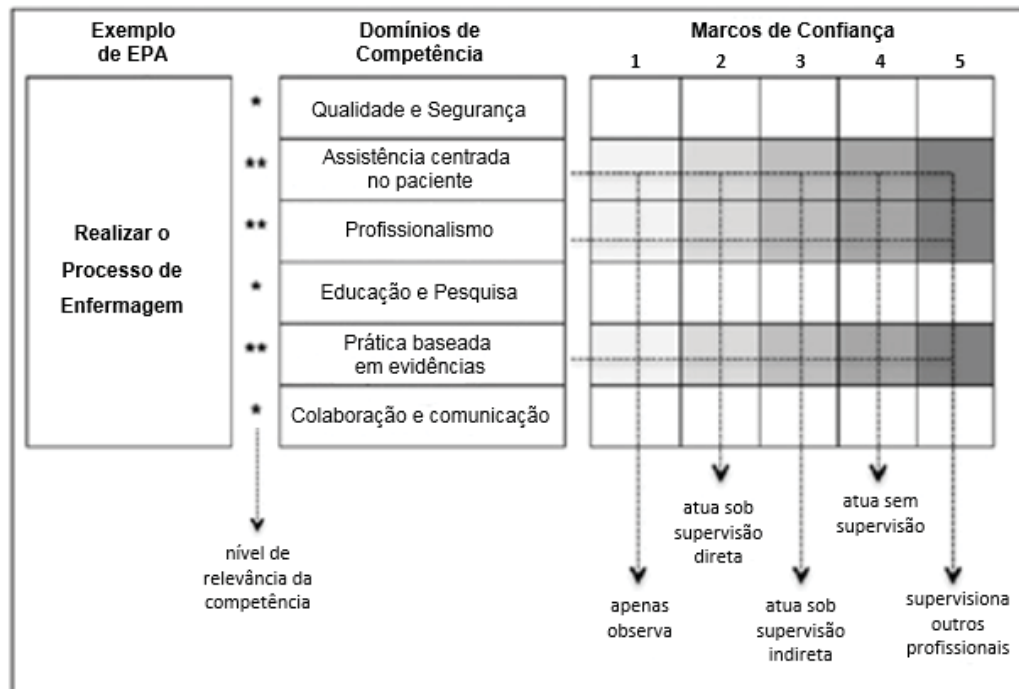 Exemplo
de EPA
Domínios de
Competência
Marcos de Confiança
1 2 3 4 5
Realizar o
Processo de
Enfermagem
* Qualidade e Segurança
** Assistência centrada
no paciente
** Profissionalismo
* Educação e Pesquisa
** Prática baseada
em evidências
* Colaboração e comunicação
nível de
relevância da
competência
apenas
observa
atua sob
supervisão
direta
atua sob
supervisão
indireta
atua sem
supervisão
supervisiona
outros
profissionais